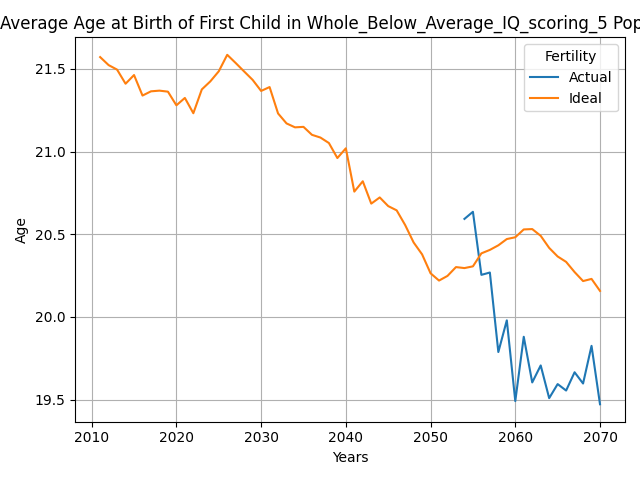 Average Age at Birth of First Child in Whole_Below_Average_IQ_scoring_5 Pop
Fertility
Actual
Ideal
21.5
21.0
20.5
20.0
19.5
Age
2010 2020 2030 2040 2050 2060 2070
Years